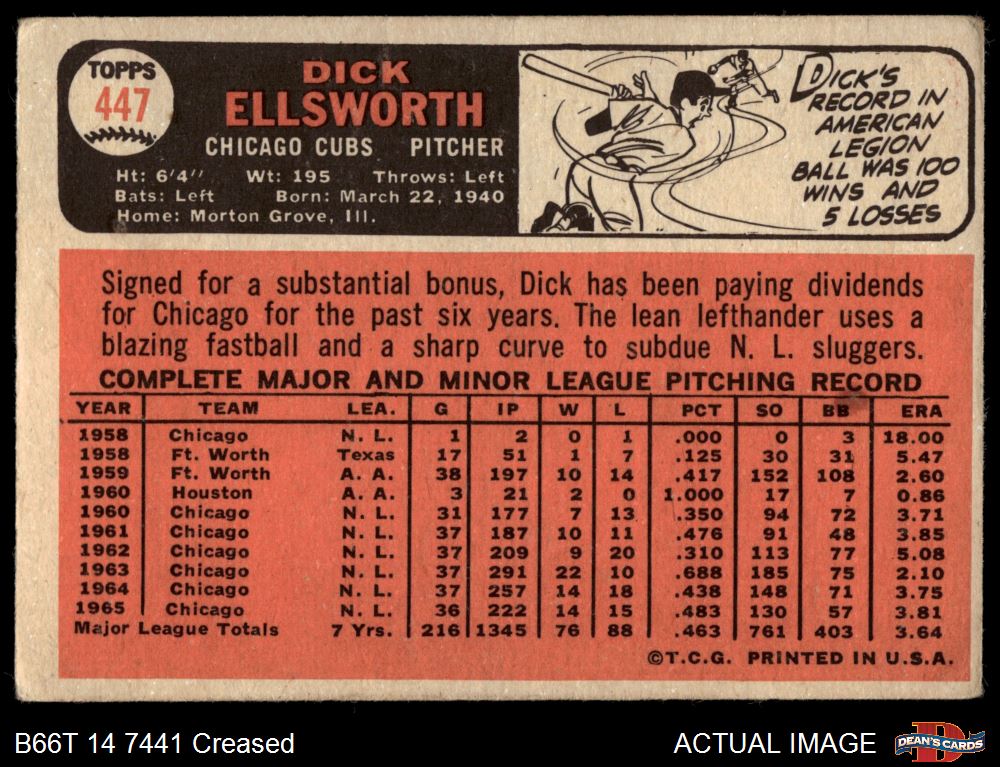 TOPPS
447
DICK
ELLSWORTH
CHICAGO CUBS PITCHER
Ht: 6'4" Wt: 195 Throws: Left
Bats: Left Born: March 22, 1940
Home: Morton Grove, Ill.
DICK'S
RECORD IN
AMERICAN
LEGION
BALL WAS 100
WINS AND
5 LOSSES
Signed for a substantial bonus, Dick has been paying dividends
for Chicago for the past six years. The lean lefthander uses a
blazing fastball and a sharp curve to subdue N. L. sluggers.
COMPLETE MAJOR AND MINOR LEAGUE PITCHING RECORD
YEAR TEAM LEA. G IP W L PCT SO BB ERA
1958 Chicago N. L. 1 2 0 1 .000 0 3 18.00
1958 Ft. Worth Texas 17 51 1 7 .125 30 31 5.47
1959 Ft. Worth A. A. 38 197 10 14 .417 152 108 2.60
1960 Houston A. A. 3 21 2 0 1.000 17 7 0.86
1960 Chicago N. L. 31 177 7 13 .350 94 72 3.71
1961 Chicago N. L. 37 187 10 11 .476 91 48 3.85
1962 Chicago N. L. 37 209 9 20 .310 113 77 5.08
1963 Chicago N. L. 37 291 22 10 .688 185 75 2.10
1964 Chicago N. L. 37 257 14 18 .438 148 71 3.75
1965 Chicago N. L. 36 222 14 15 .483 130 57 3.81
Major League Totals 7 Yrs. 216 1345 76 88 .463 761 403 3.64
©T.C.G. PRINTED IN U.S.A.
B66T 14 7441 Creased
ACTUAL IMAGE
DEAN'S CARDS